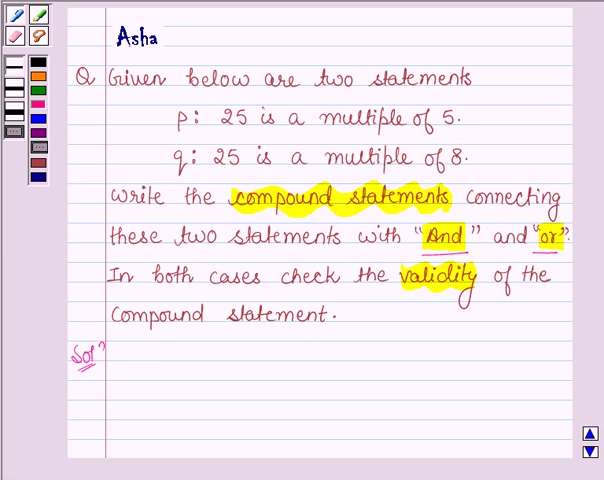 Asha
Q Given below are two statements
p: 25 is a multiple of 5.
q: 25 is a multiple of 8.
Write the compound statements connecting
these two statements with "And" and "or".
In both cases check the validity of the
Compound statement.
Sol?